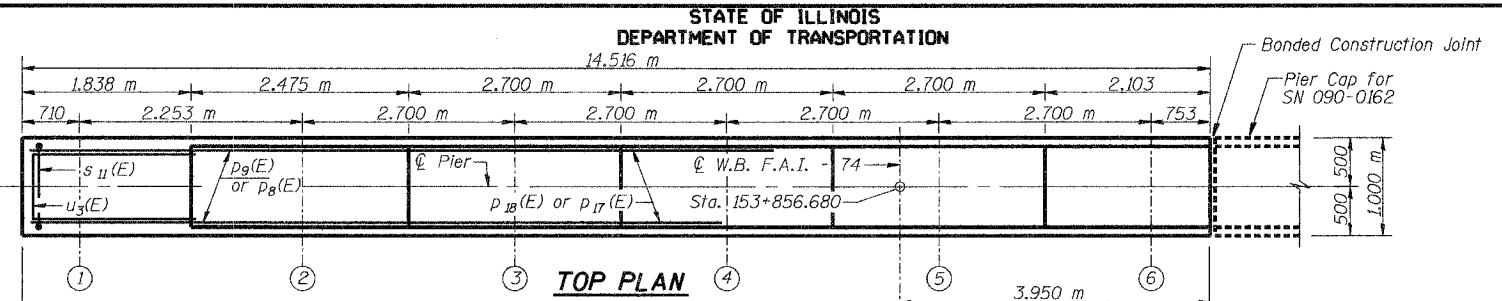 STATE OF ILLINOIS
DEPARTMENT OF TRANSPORTATION
14.516 m
Bonded Construction Joint
1.838 m 2.475 m 2.700 m 2.700 m 2.700 m 2.103
Pier Cap for
SN 090-0162
710 2.253 m 2.700 m 2.700 m 2.700 m 2.700 m 753
s 11 (E)
p9(E)
or p8(E)
℄ Pier
℄ W.B. F.A.I. - 74
u3(E)
p 18 (E) or p 17(E)
Sta. 153+856.680
500 500
1.000 m
1 2 3 4 5 6
TOP PLAN
3.950 m